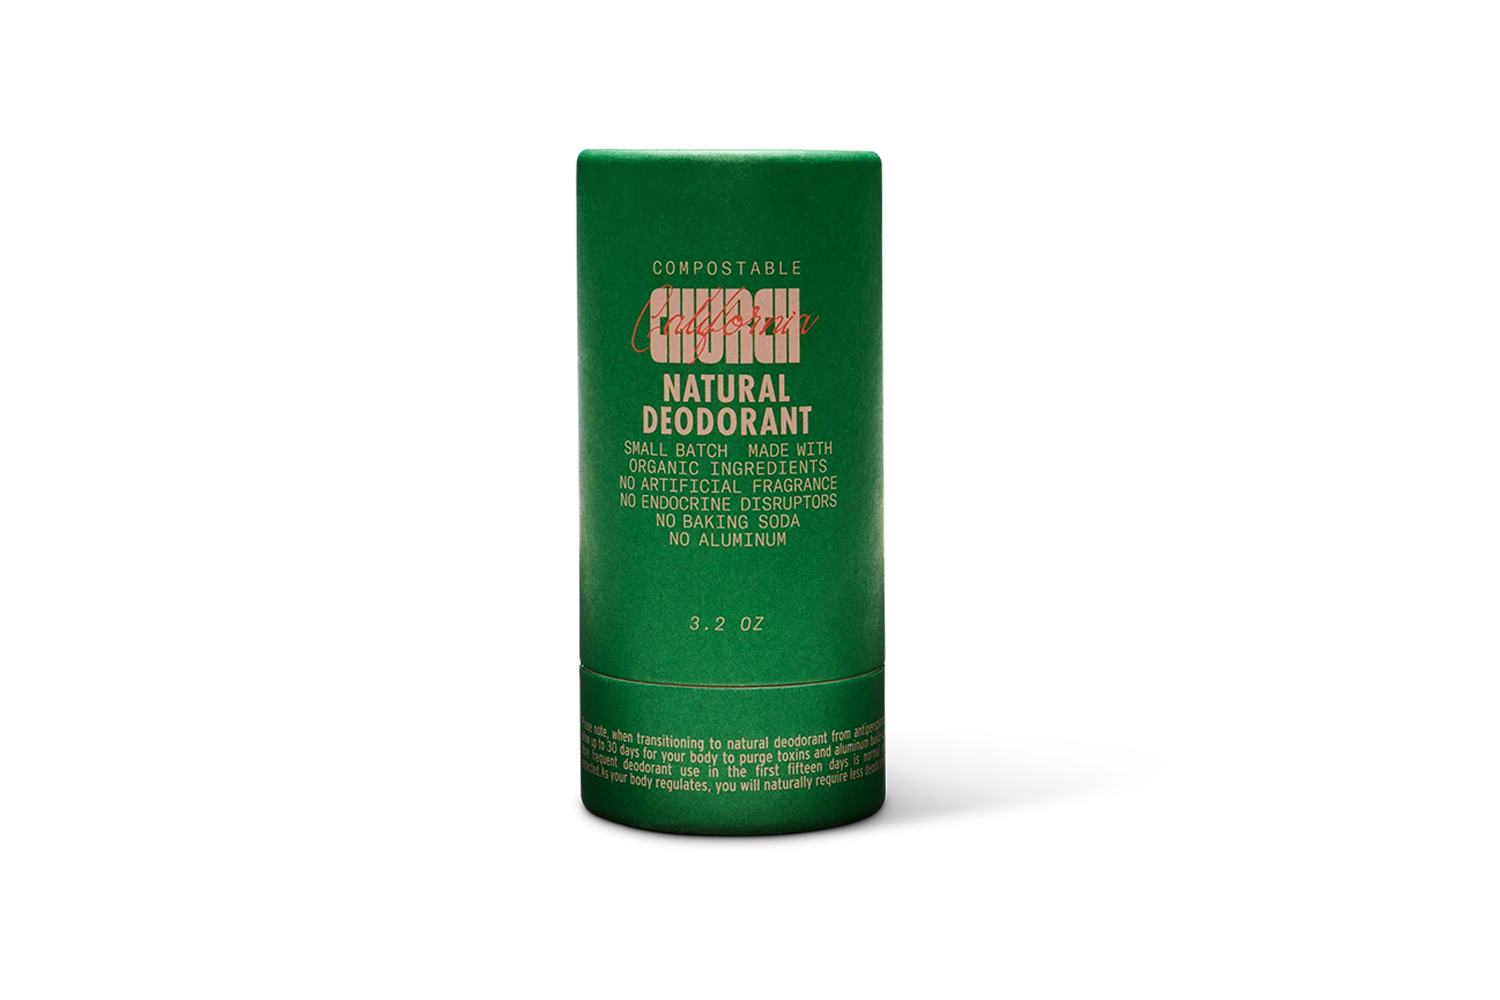 COMPOSTABLE
CHURCH
California
NATURAL
DEODORANT
SMALL BATCH MADE WITH
ORGANIC INGREDIENTS
NO ARTIFICIAL FRAGRANCE
NO ENDOCRINE DISRUPTORS
NO BAKING SODA
NO ALUMINUM
3.2 OZ
note, when transitioning to natural deodorant from
up to 30 days for your body to purge toxins and aluminum
frequent deodorant use in the first fifteen days is normal
As your body regulates, you will naturally require less